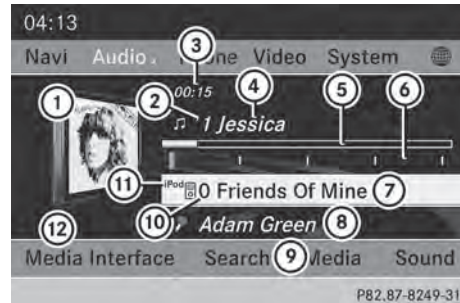 04:13
Navi Audio Video System
3
00:15
1 2 4 5 6
1 Jessica
11 iPod 0 Friends Of Mine 7
10 Adam Green 8
12 9
Media Interface Search Media Sound
P82.87-8249-31